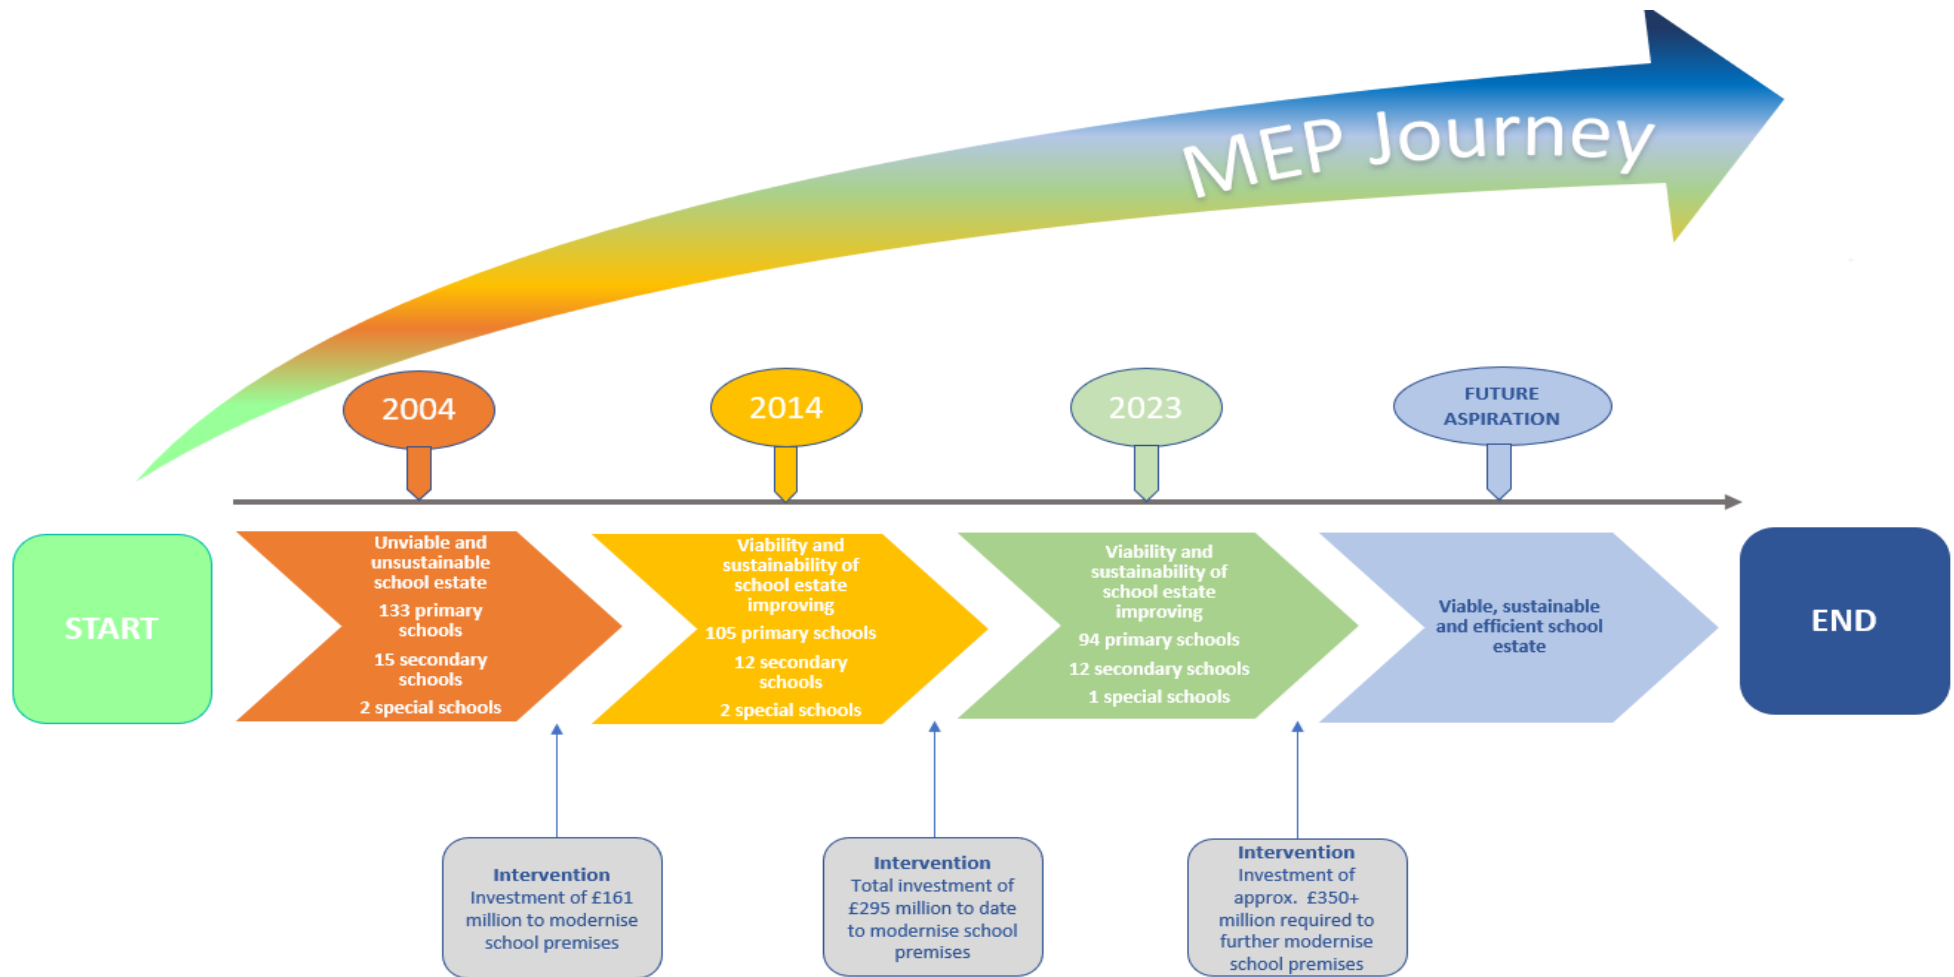 MEP Journey
2004
2014
2023
FUTURE
ASPIRATION
START
Unviable and
unsustainable
school estate
133 primary
schools
15 secondary
schools
2 special schools
Viability and
sustainability of
school estate
improving
105 primary schools
12 secondary
schools
2 special schools
Viability and
sustainability of
school estate
improving
94 primary schools
12 secondary schools
1 special schools
Viable, sustainable
and efficient school
estate
END
Intervention
Investment of £161
million to modernise
school premises
Intervention
Total investment of
£295 million to date
to modernise school
premises
Intervention
Investment of
approx. £350+
million required to
further modernise
school premises